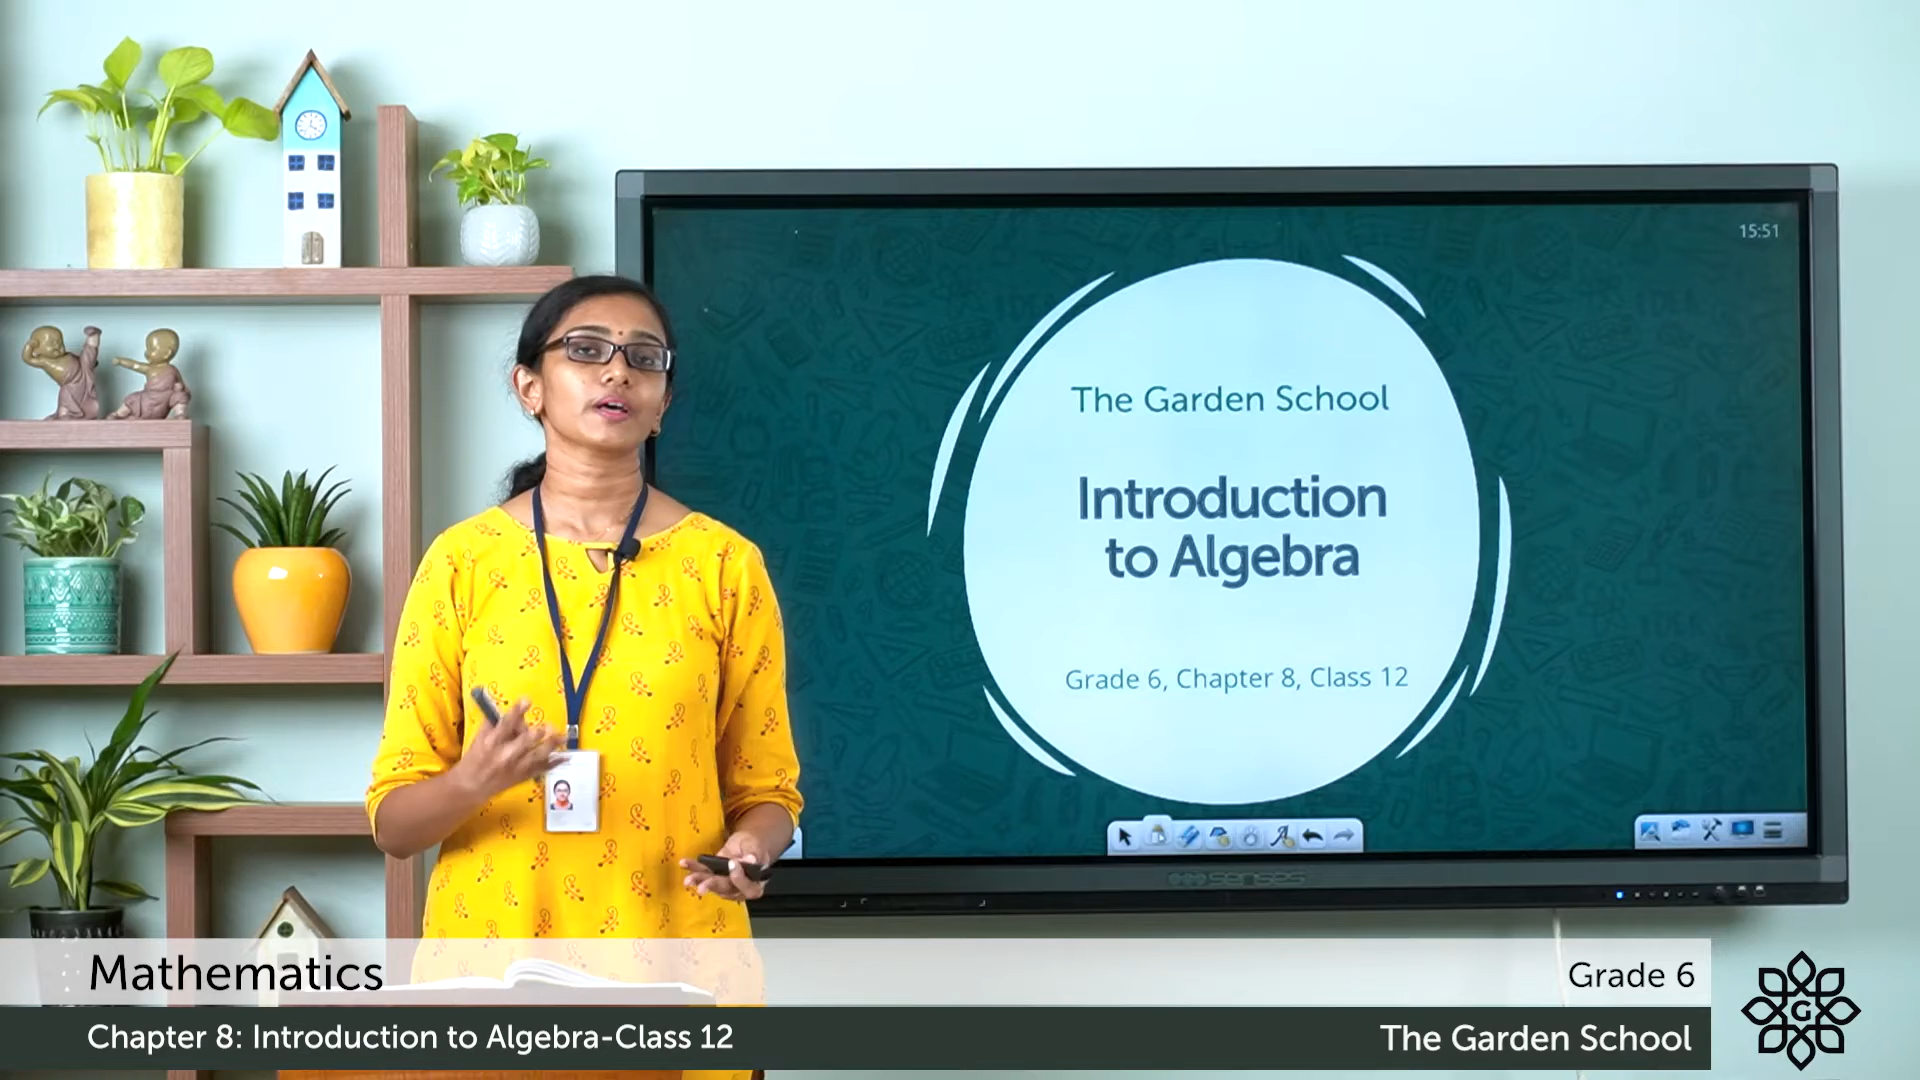 15:51
The Garden School
Introduction
to Algebra
Grade 6, Chapter 8, Class 12
senses
Mathematics
Grade 6
Chapter 8: Introduction to Algebra-Class 12
The Garden School
G